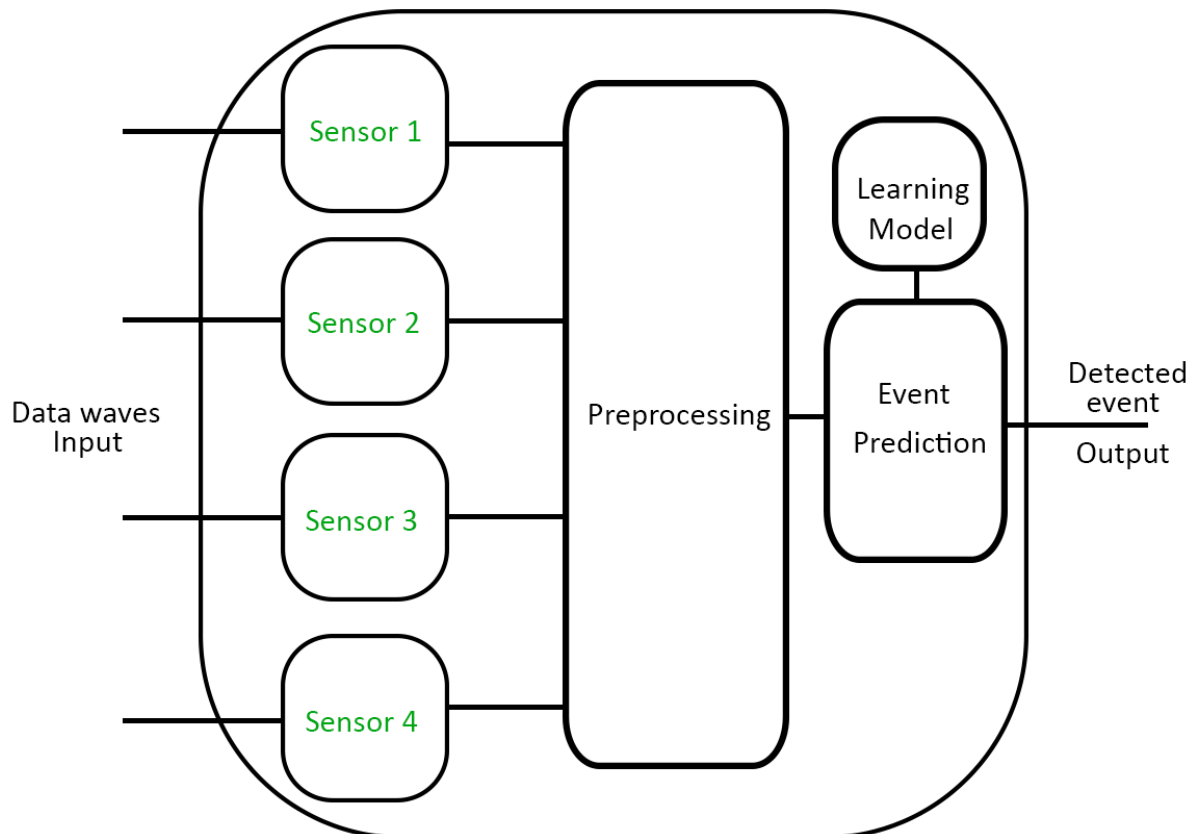 Sensor 1
Sensor 2
Sensor 3
Sensor 4
Data waves
Input
Preprocessing
Learning
Model
Event
Prediction
Detected
event
Output